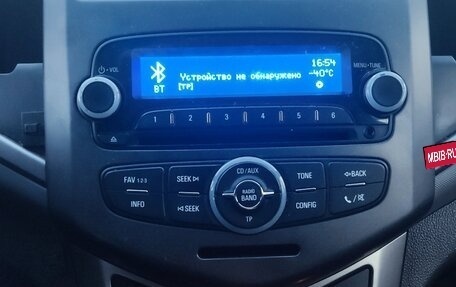 16:54
Устройство не обнаружено -40°C
[TP]
BT
VOL
MENU•TUNE
1 2 3 4 5 6
CD/AUX
FAV 1 2 3
SEEK
TONE
BACK
RADIO
BAND
INFO
SEEK
CONFIG
TP
MBIB.RU